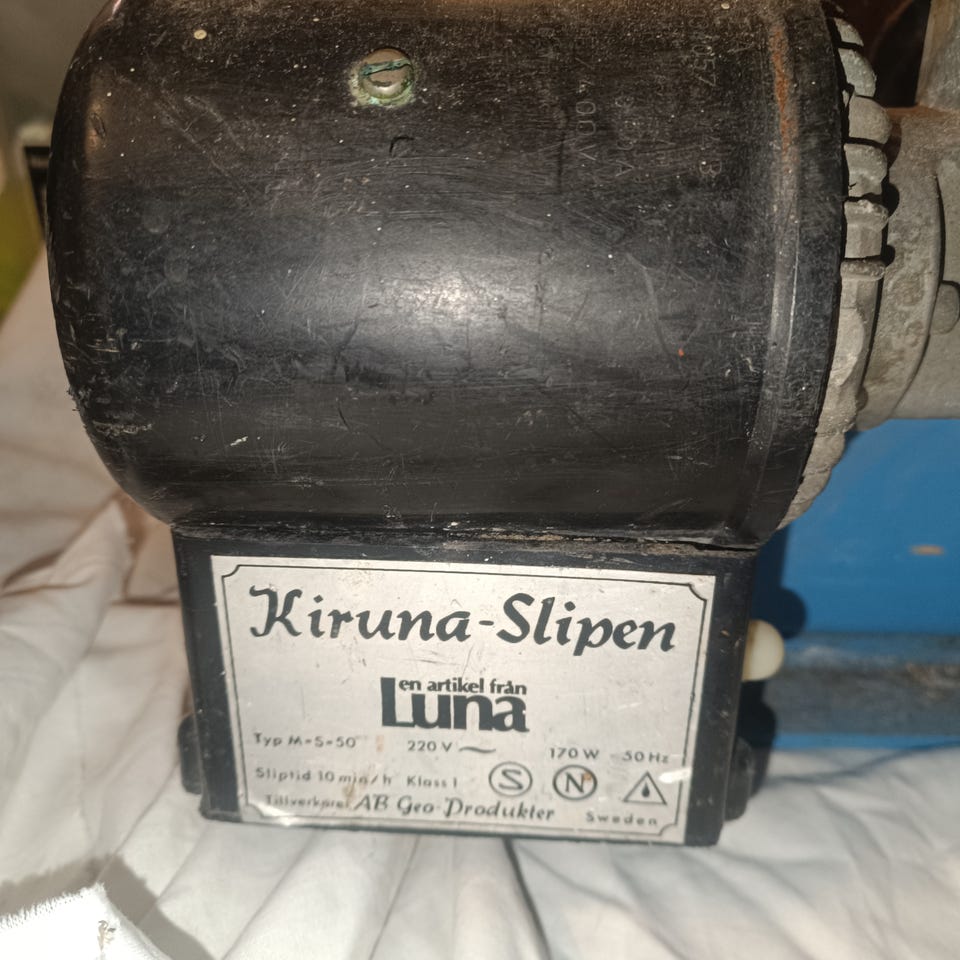 Kiruna-Slipen
en artikel från
Luna
Typ M-S-50 220 V ~ 170 W 50 Hz
Sliptid 10 min/h Klass I S N
Tillverkare: AB Geo-Produkter Sweden